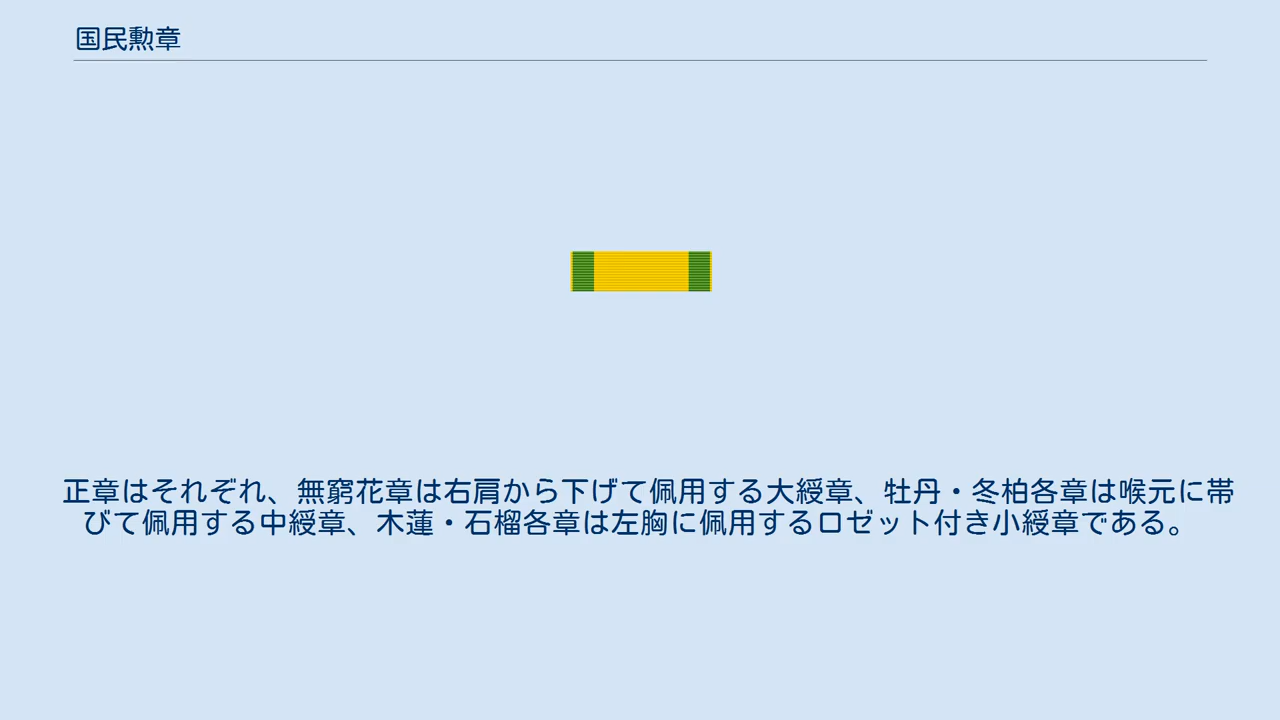 国民勲章
正章はそれぞれ、無窮花章は右肩から下げて佩用する大綬章、牡丹・冬柏各章は喉元に帯
びて佩用する中綬章、木蓮・石榴各章は左胸に佩用するロゼット付き小綬章である。